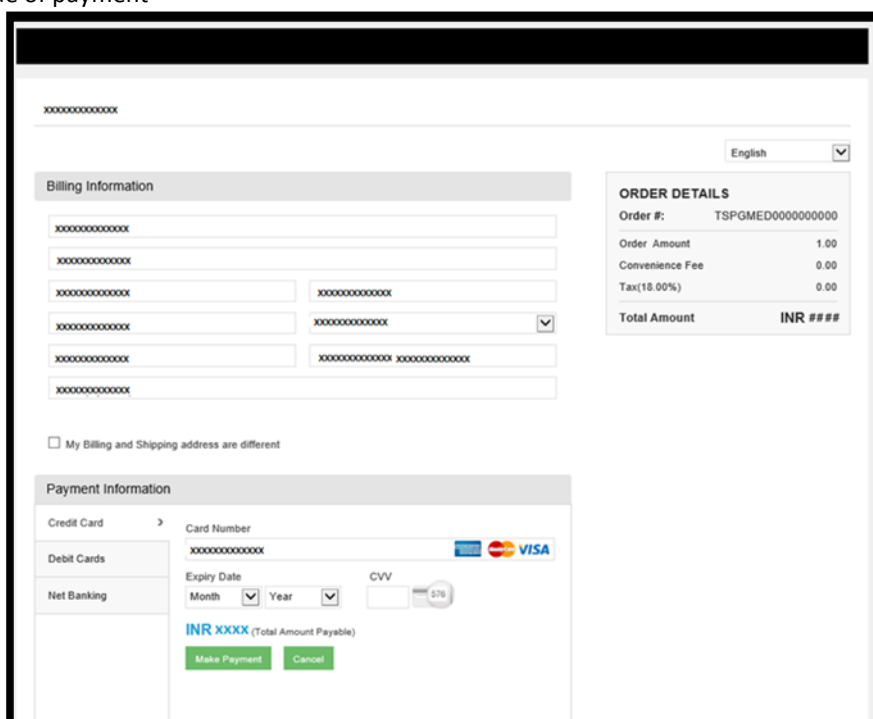 of payment
xxxxxxxxxxxxx
English
Billing Information
xxxxxxxxxxxxx
xxxxxxxxxxxxx
xxxxxxxxxxxxx xxxxxxxxxxxxx
xxxxxxxxxxxxx xxxxxxxxxxxxx
xxxxxxxxxxxxx xxxxxxxxxxxxx xxxxxxxxxxxxx
xxxxxxxxxxxxx
My Billing and Shipping address are different
ORDER DETAILS
Order #: TSPGMED0000000000
Order Amount 1.00
Convenience Fee 0.00
Tax(18.00%) 0.00
Total Amount INR ####
Payment Information
Credit Card >
Debit Cards
Net Banking
Card Number
xxxxxxxxxxxxx MasterCard VISA
Expiry Date CVV
Month Year 576
INR XXXX (Total Amount Payable)
Make Payment Cancel